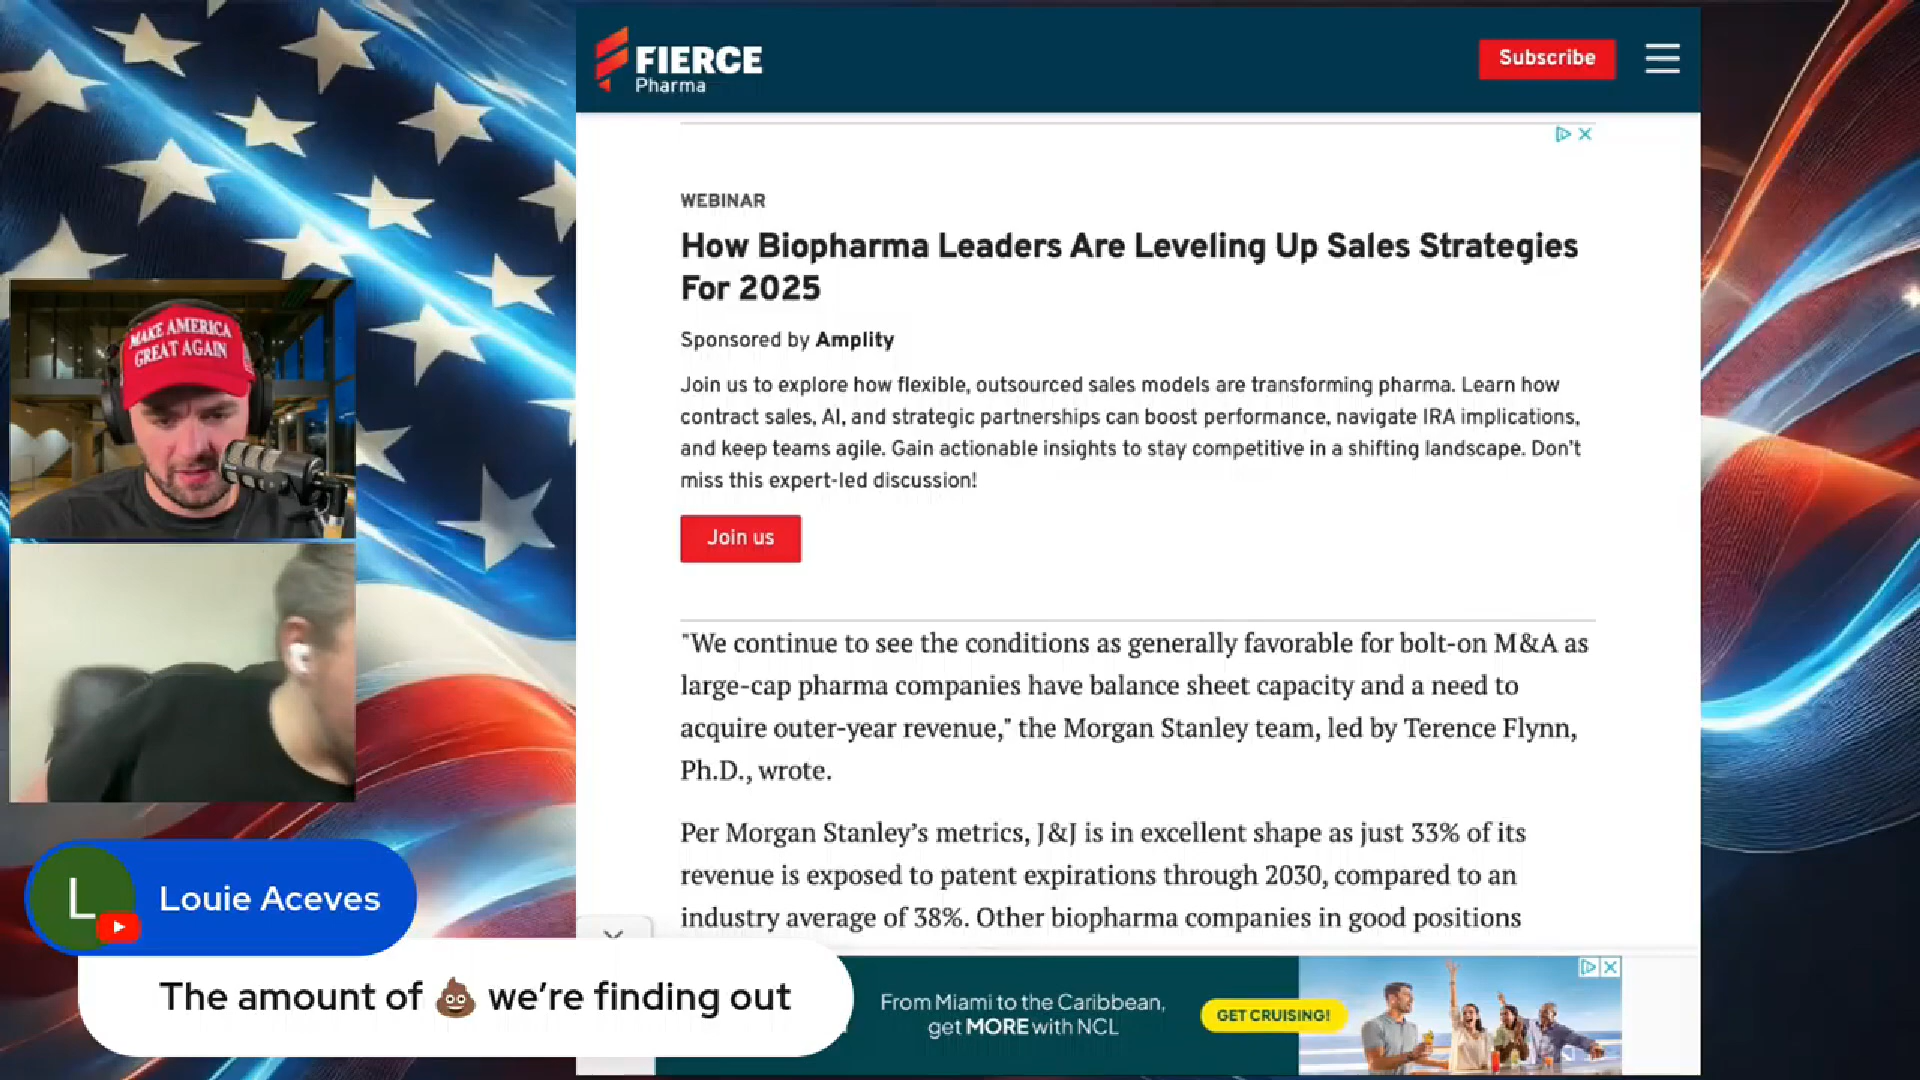 FIERCE
Pharma
Subscribe
WEBINAR
How Biopharma Leaders Are Leveling Up Sales Strategies
For 2025
Sponsored by Amplity
Join us to explore how flexible, outsourced sales models are transforming pharma. Learn how
contract sales, AI, and strategic partnerships can boost performance, navigate IRA implications,
and keep teams agile. Gain actionable insights to stay competitive in a shifting landscape. Don't
miss this expert-led discussion!
Join us
"We continue to see the conditions as generally favorable for bolt-on M&A as
large-cap pharma companies have balance sheet capacity and a need to
acquire outer-year revenue," the Morgan Stanley team, led by Terence Flynn,
Ph.D., wrote.
Per Morgan Stanley's metrics, J&J is in excellent shape as just 33% of its
revenue is exposed to patent expirations through 2030, compared to an
industry average of 38%. Other biopharma companies in good positions
MAKE AMERICA
GREAT AGAIN
L
Louie Aceves
The amount of 💩 we're finding out
From Miami to the Caribbean,
get MORE with NCL
GET CRUISING!